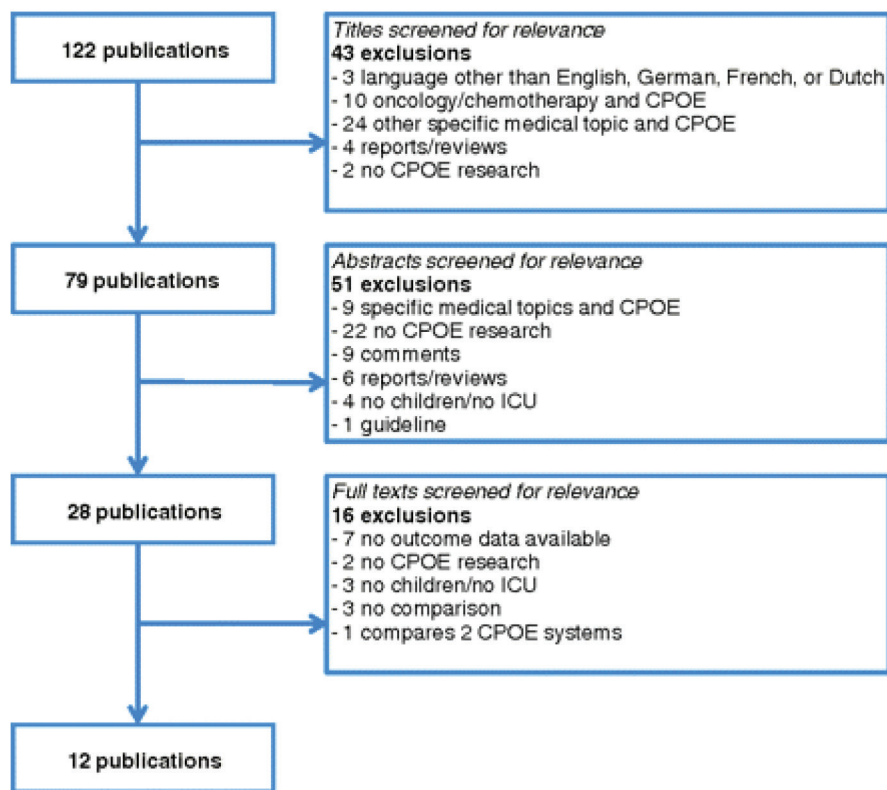 122 publications
Titles screened for relevance
43 exclusions
- 3 language other than English, German, French, or Dutch
- 10 oncology/chemotherapy and CPOE
- 24 other specific medical topic and CPOE
- 4 reports/reviews
- 2 no CPOE research
79 publications
Abstracts screened for relevance
51 exclusions
- 9 specific medical topics and CPOE
- 22 no CPOE research
- 9 comments
- 6 reports/reviews
- 4 no children/no ICU
- 1 guideline
28 publications
Full texts screened for relevance
16 exclusions
- 7 no outcome data available
- 2 no CPOE research
- 3 no children/no ICU
- 3 no comparison
- 1 compares 2 CPOE systems
12 publications